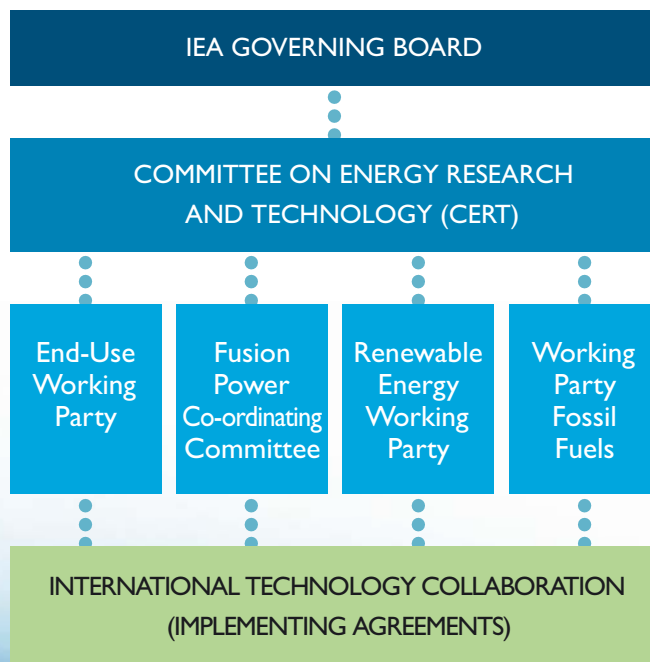 IEA GOVERNING BOARD
COMMITTEE ON ENERGY RESEARCH
AND TECHNOLOGY (CERT)
End-Use
Working
Party
Fusion
Power
Co-ordinating
Committee
Renewable
Energy
Working
Party
Working
Party
Fossil
Fuels
INTERNATIONAL TECHNOLOGY COLLABORATION
(IMPLEMENTING AGREEMENTS)